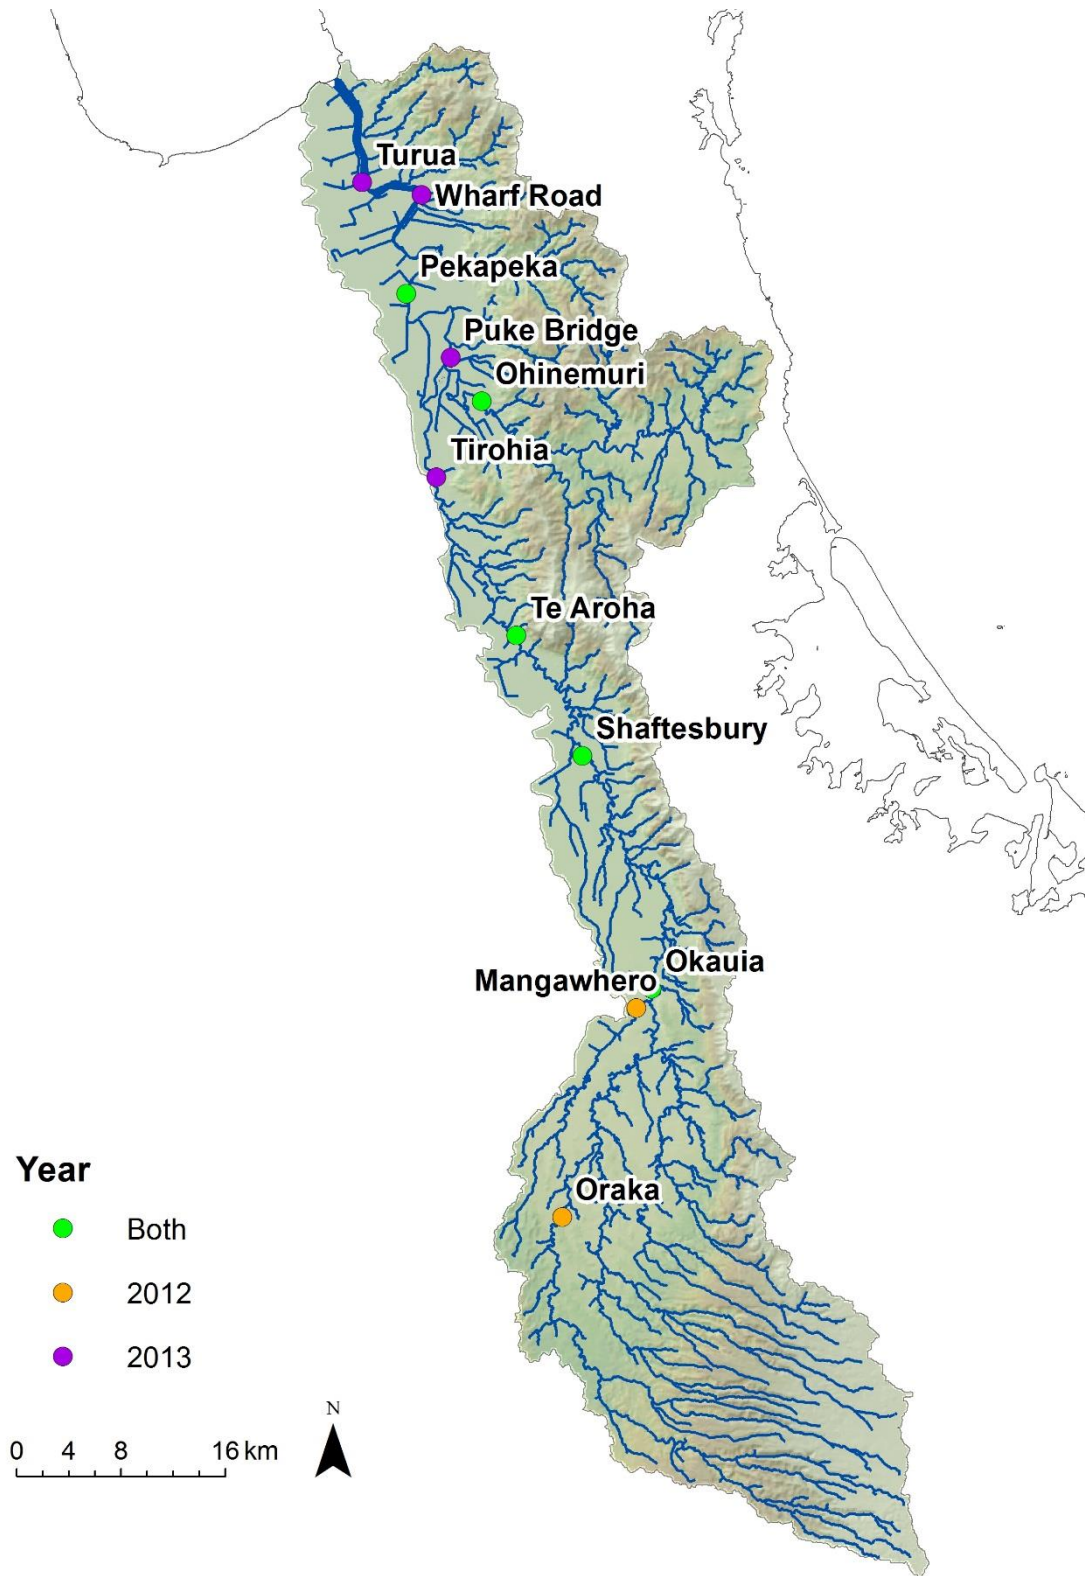 Turua
Wharf Road
Pekapeka
Puke Bridge
Ohinemuri
Tirohia
Te Aroha
Shaftesbury
Okauia
Mangawhero
Oraka
Year
Both
2012
2013
N
0 4 8 16 km